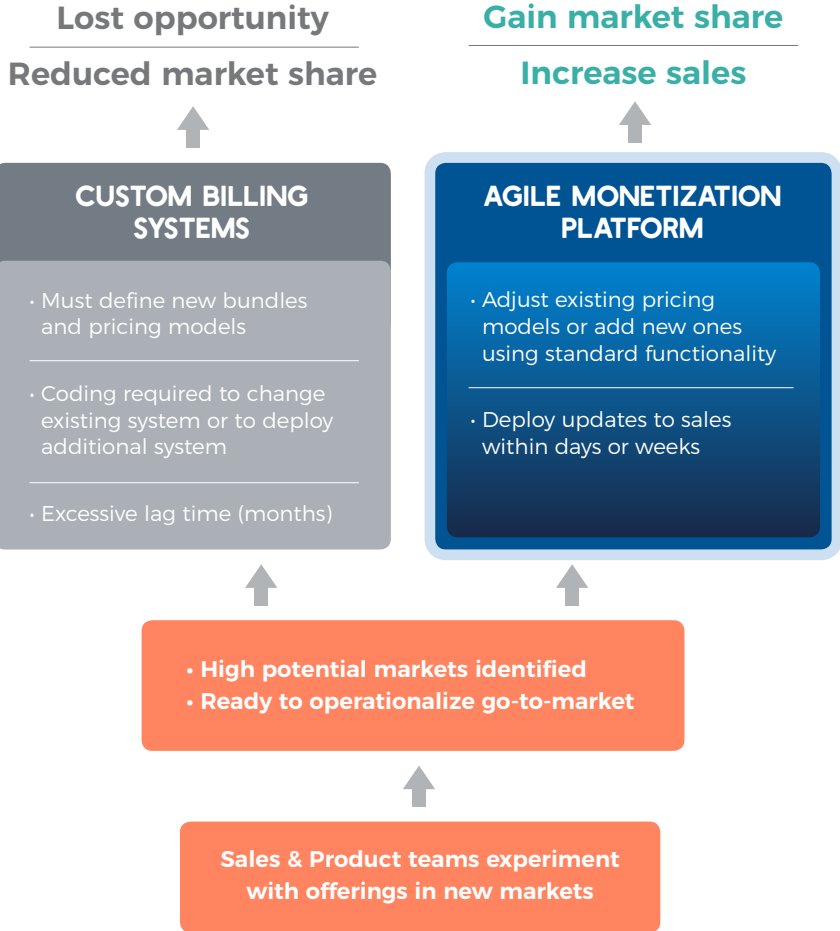 Lost opportunity
Reduced market share
Gain market share
Increase sales
CUSTOM BILLING
SYSTEMS
· Must define new bundles
and pricing models
· Coding required to change
existing system or to deploy
additional system
· Excessive lag time (months)
AGILE MONETIZATION
PLATFORM
· Adjust existing pricing
models or add new ones
using standard functionality
· Deploy updates to sales
within days or weeks
• High potential markets identified
• Ready to operationalize go-to-market
Sales & Product teams experiment
with offerings in new markets